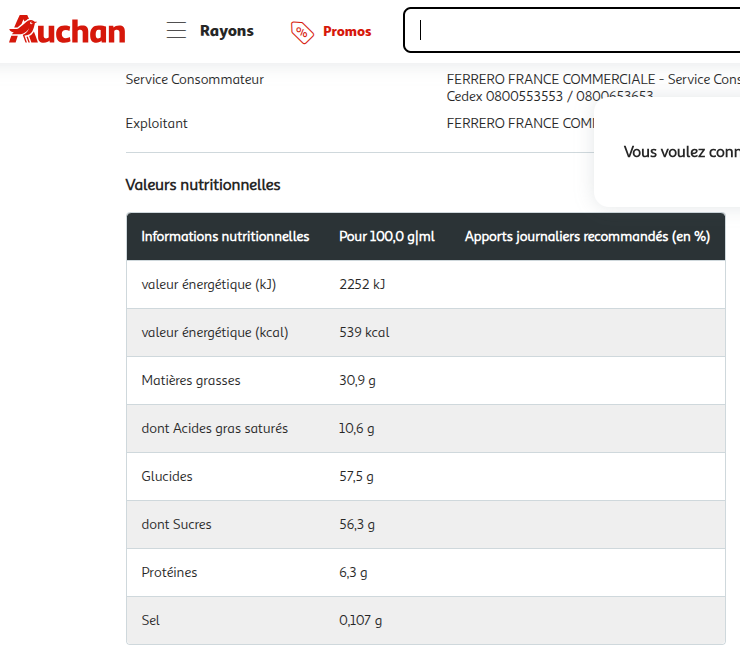 Auchan
Rayons
Promos
Service Consommateur FERRERO FRANCE COMMERCIALE - Service Cons
Cedex 0800553553 / 0800653653
Exploitant FERRERO FRANCE COM
Vous voulez conn
Valeurs nutritionnelles
Informations nutritionnelles Pour 100,0 g|ml Apports journaliers recommandés (en %)
valeur énergétique (kJ) 2252 kJ
valeur énergétique (kcal) 539 kcal
Matières grasses 30,9 g
dont Acides gras saturés 10,6 g
Glucides 57,5 g
dont Sucres 56,3 g
Protéines 6,3 g
Sel 0,107 g